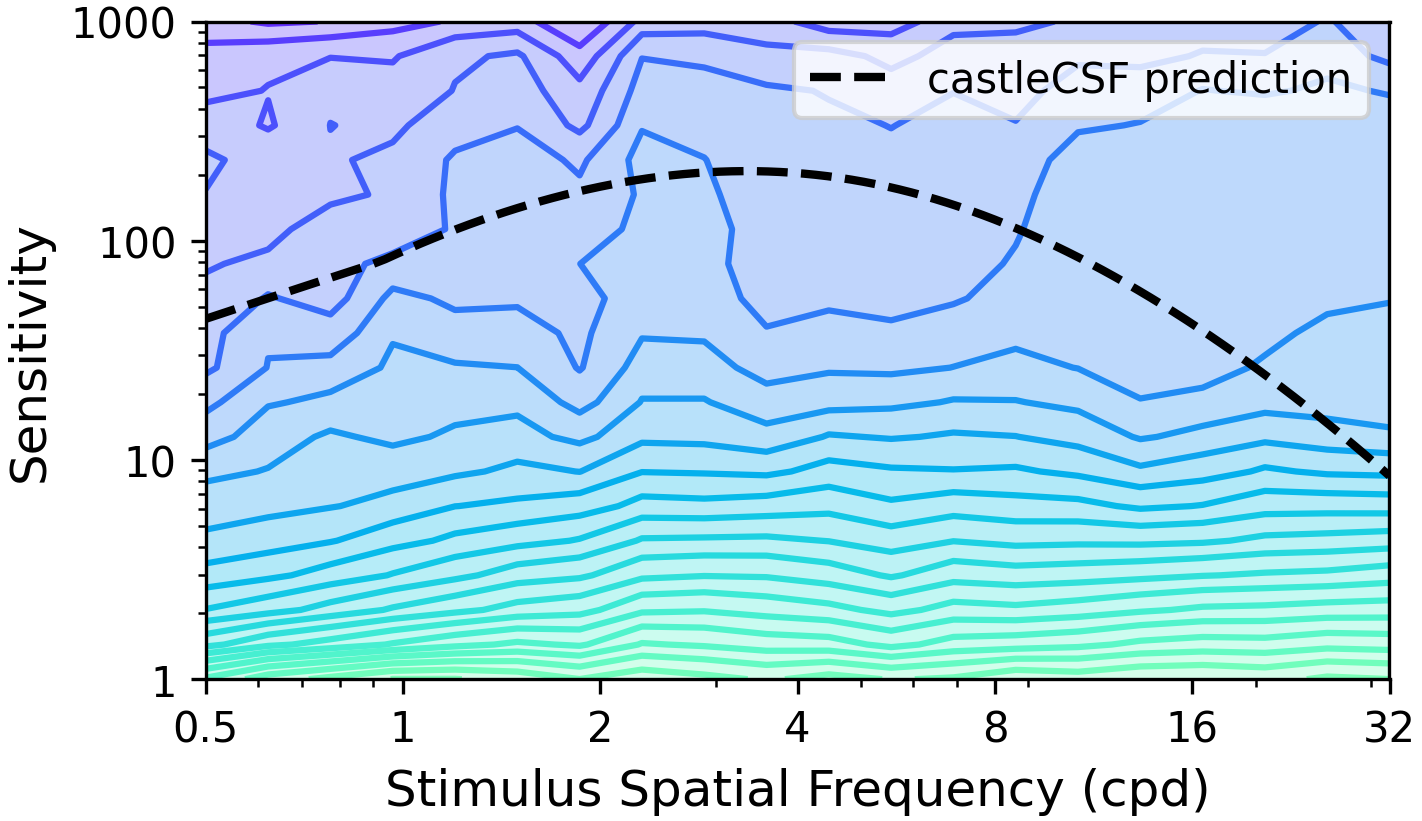 1000
100
10
1
Sensitivity
castleCSF prediction
0.5 1 2 4 8 16 32
Stimulus Spatial Frequency (cpd)